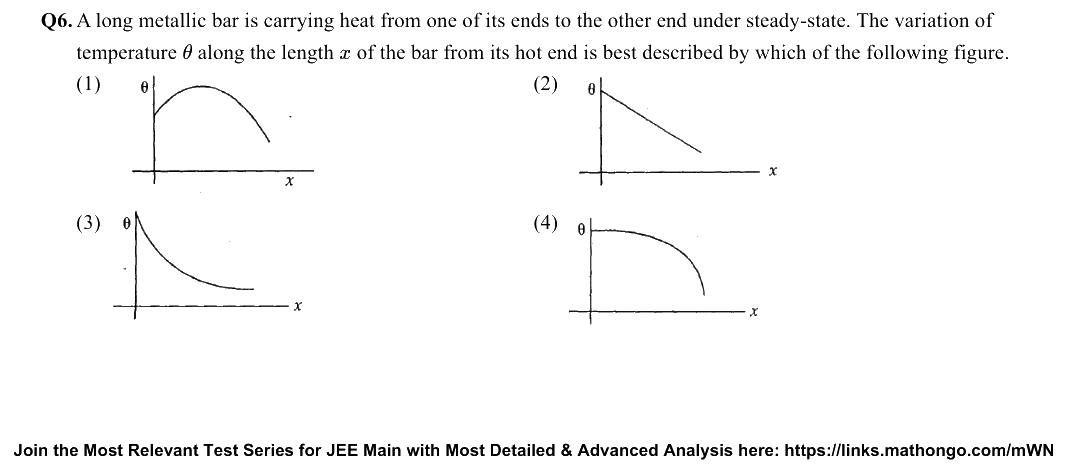 Q6. A long metallic bar is carrying heat from one of its ends to the other end under steady-state. The variation of
temperature θ along the length x of the bar from its hot end is best described by which of the following figure.
(1) θ x
(2) θ x
(3) θ x
(4) θ x
Join the Most Relevant Test Series for JEE Main with Most Detailed & Advanced Analysis here: https://links.mathongo.com/mWN